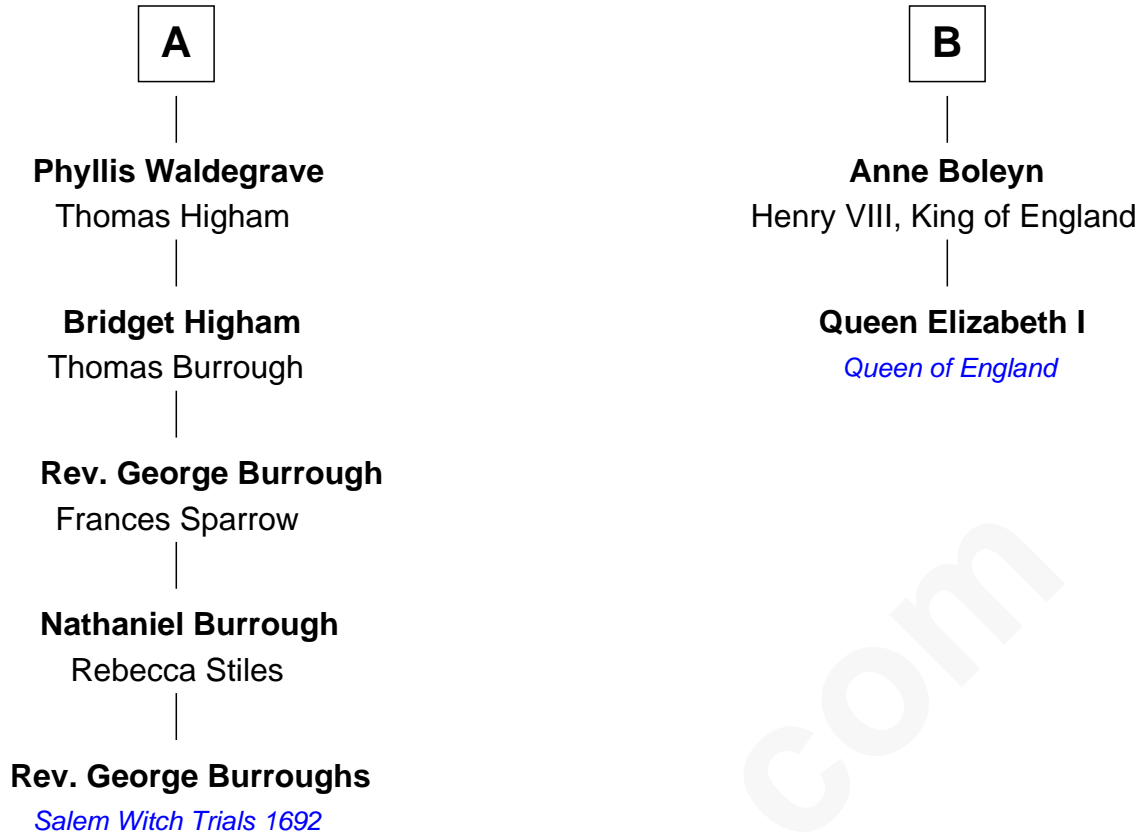 A
Phyllis Waldegrave
Thomas Higham
Bridget Higham
Thomas Burrough
Rev. George Burrough
Frances Sparrow
Nathaniel Burrough
Rebecca Stiles
Rev. George Burroughs
Salem Witch Trials 1692
B
Anne Boleyn
Henry VIII, King of England
Queen Elizabeth I
Queen of England
com